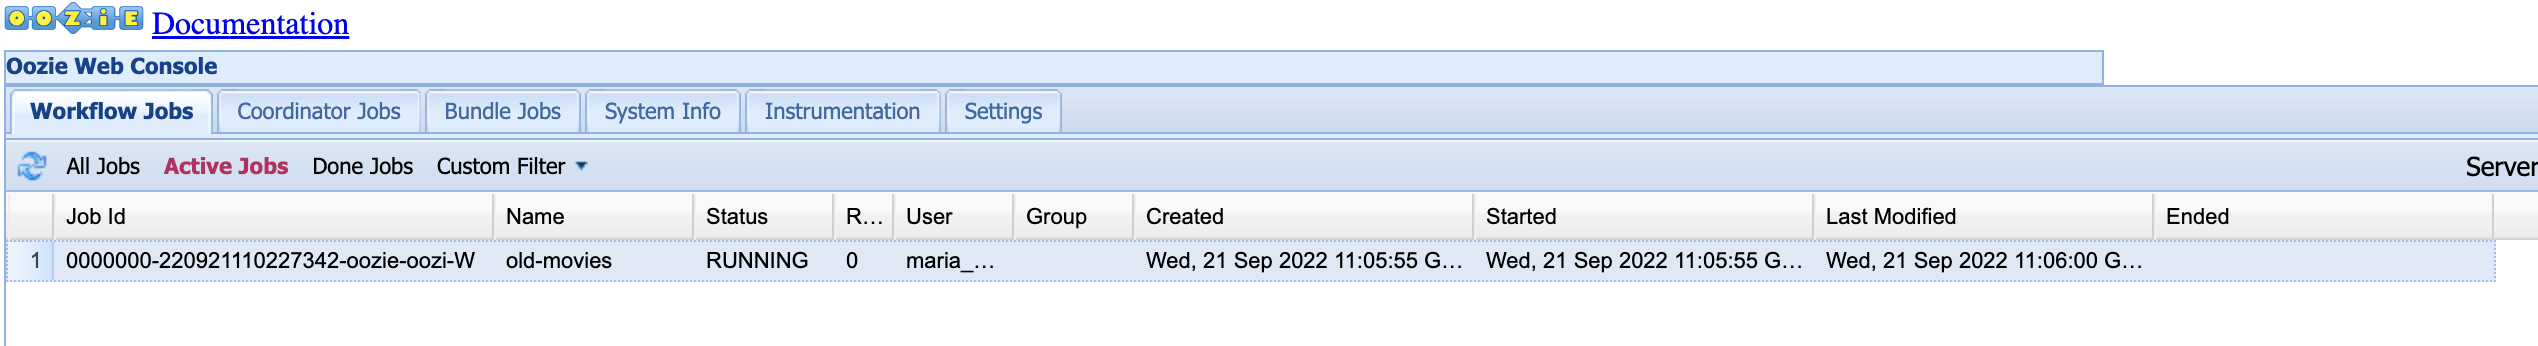 OOZiE Documentation
Oozie Web Console
Workflow Jobs Coordinator Jobs Bundle Jobs System Info Instrumentation Settings
All Jobs Active Jobs Done Jobs Custom Filter Server
Job Id Name Status R... User Group Created Started Last Modified Ended
1 0000000-220921110227342-oozie-oozi-W old-movies RUNNING 0 maria_... Wed, 21 Sep 2022 11:05:55 G... Wed, 21 Sep 2022 11:05:55 G... Wed, 21 Sep 2022 11:06:00 G...